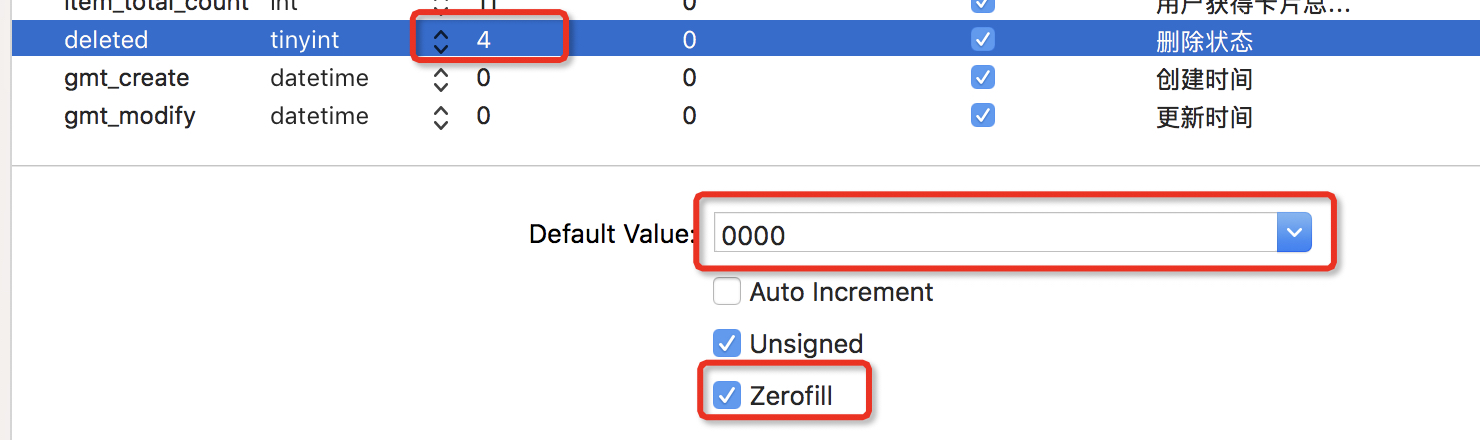 item_total_count int 11 0 用户获得卡片总...
deleted tinyint 4 0 删除状态
gmt_create datetime 0 0 创建时间
gmt_modify datetime 0 0 更新时间
Default Value: 0000
Auto Increment
Unsigned
Zerofill